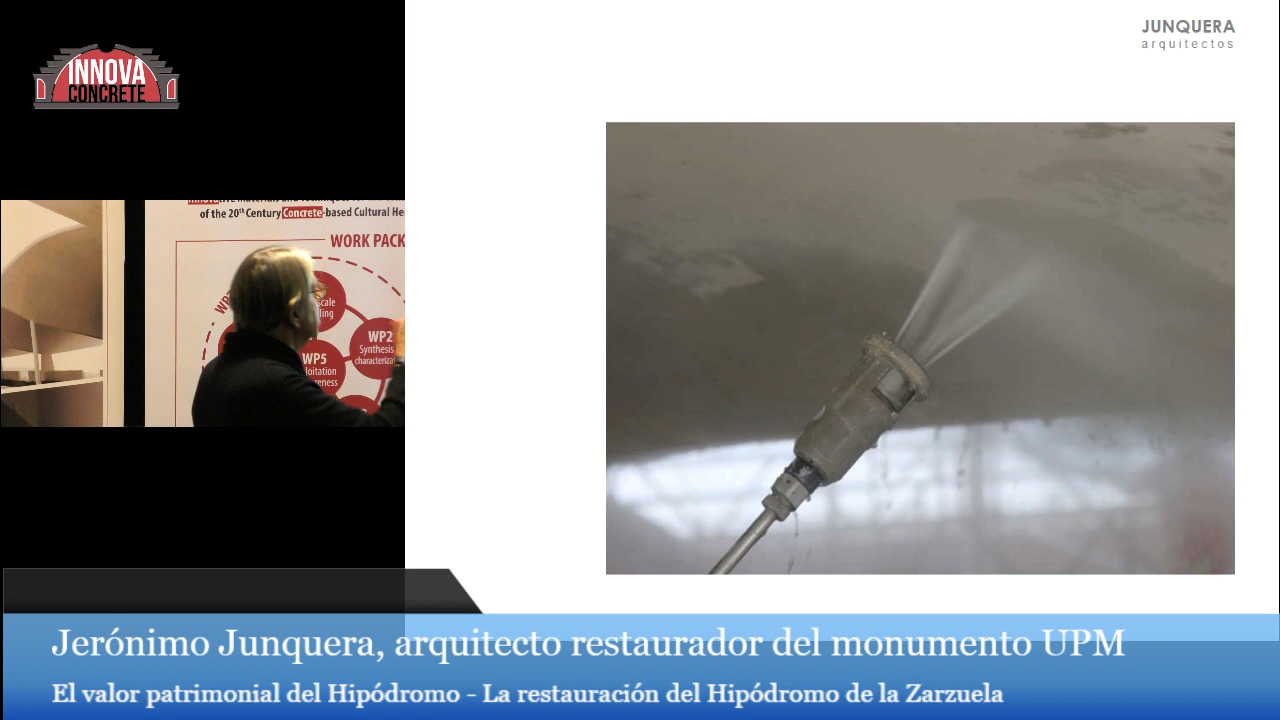 JUNQUERA
arquitectos
INNOVA
CONCRETE
of the 20th Century Concrete-based Cultural He
WORK PACK
WP2
Synthesis
WP5
Jerónimo Junquera, arquitecto restaurador del monumento UPM
El valor patrimonial del Hipódromo - La restauración del Hipódromo de la Zarzuela